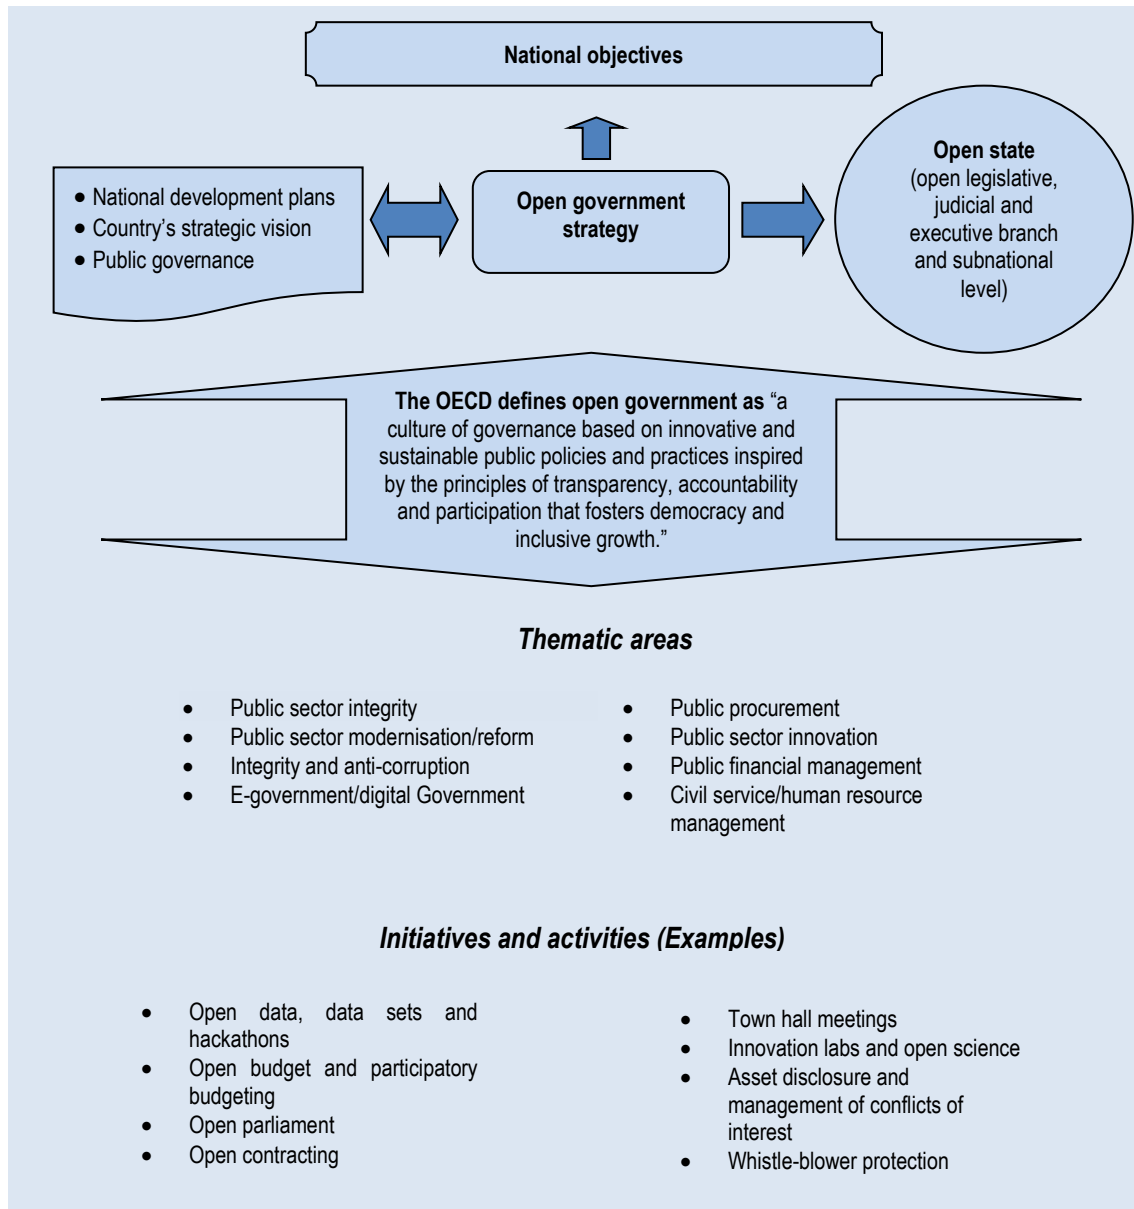 National objectives
• National development plans
• Country's strategic vision
• Public governance
Open government
strategy
Open state
(open legislative,
judicial and
executive branch
and subnational
level)
The OECD defines open government as “a
culture of governance based on innovative and
sustainable public policies and practices inspired
by the principles of transparency, accountability
and participation that fosters democracy and
inclusive growth.”
Thematic areas
• Public sector integrity
• Public sector modernisation/reform
• Integrity and anti-corruption
• E-government/digital Government
• Public procurement
• Public sector innovation
• Public financial management
• Civil service/human resource
management
Initiatives and activities (Examples)
• Open data, data sets and
hackathons
• Open budget and participatory
budgeting
• Open parliament
• Open contracting
• Town hall meetings
• Innovation labs and open science
• Asset disclosure and
management of conflicts of
interest
• Whistle-blower protection